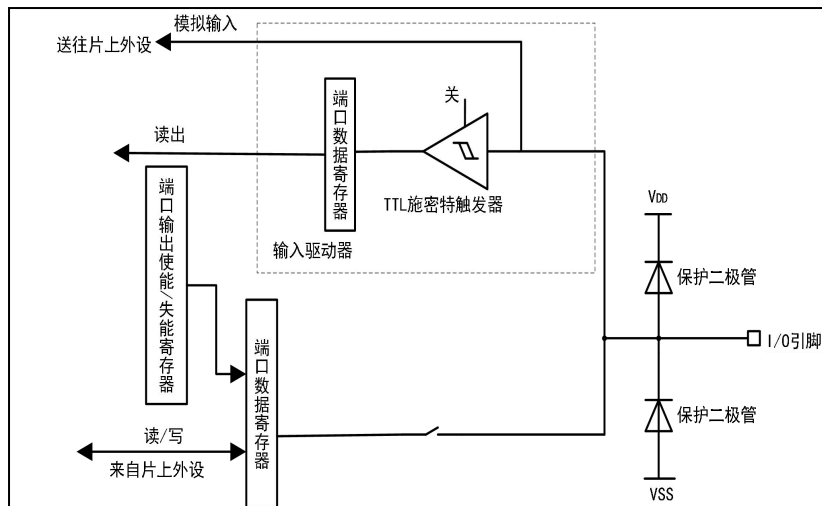 模拟输入
送往片上外设
关
端口数据寄存器
读出
TTL施密特触发器
输入驱动器
端口输出使能/失能寄存器
VDD
保护二极管
I/O引脚
端口数据寄存器
保护二极管
读/写
来自片上外设
VSS